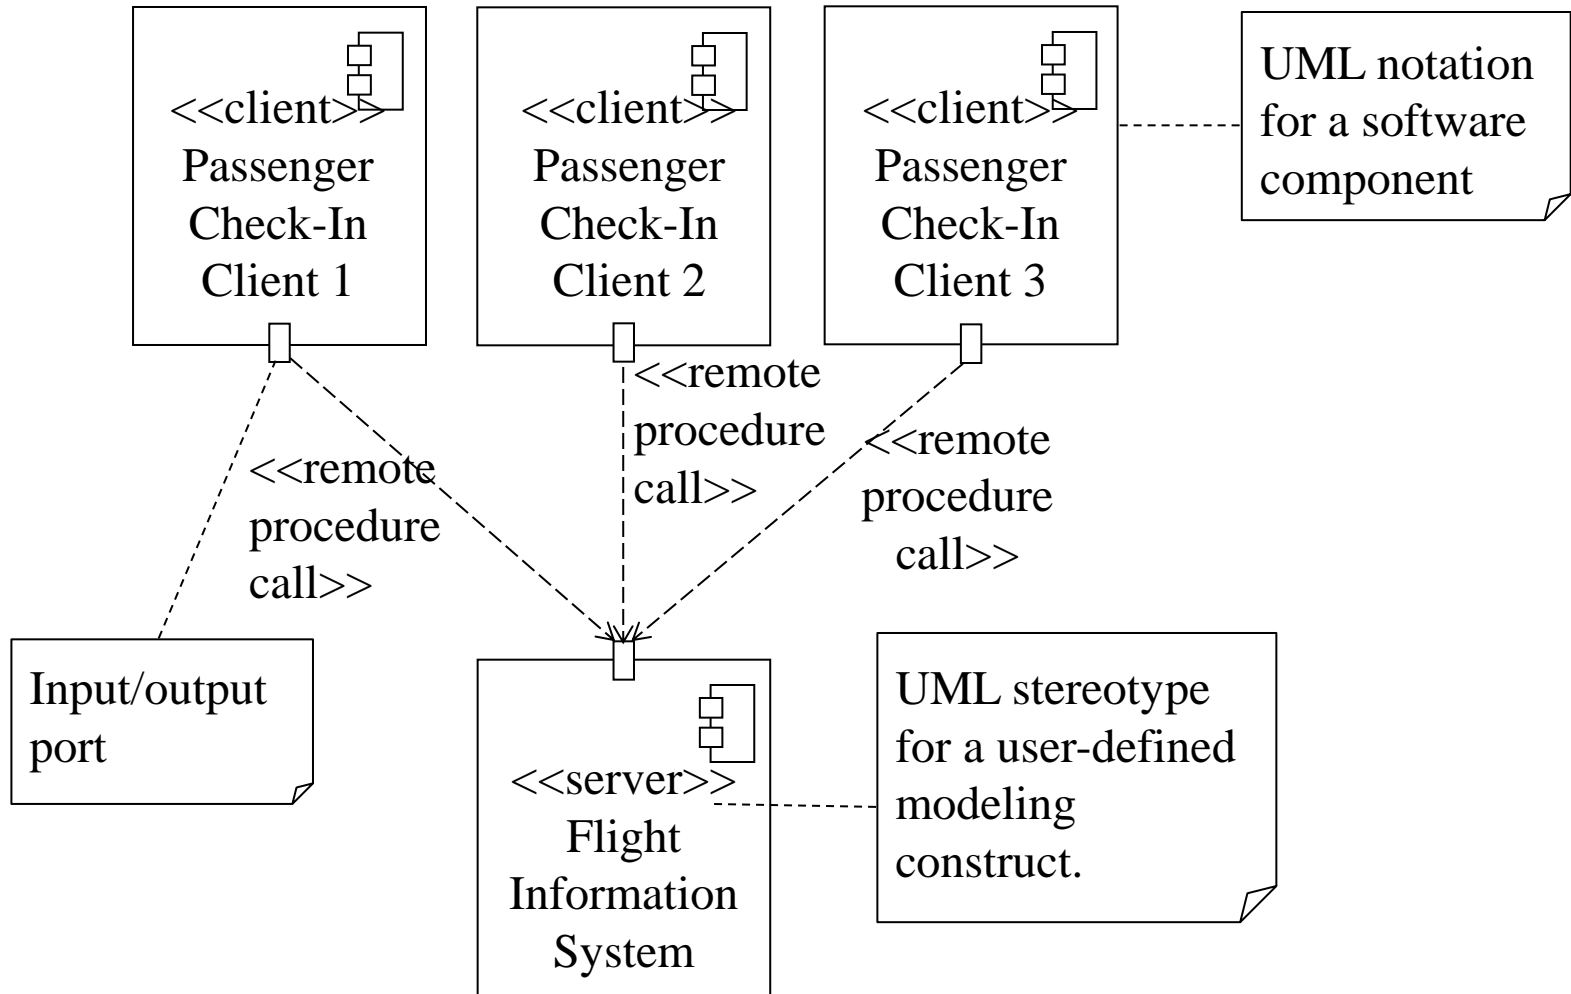 <<client>>
Passenger
Check-In
Client 1
<<client>>
Passenger
Check-In
Client 2
<<client>>
Passenger
Check-In
Client 3
UML notation
for a software
component
<<remote
procedure
call>>
<<remote
procedure
call>>
<<remote
procedure
call>>
Input/output
port
<<server>>
Flight
Information
System
UML stereotype
for a user-defined
modeling
construct.